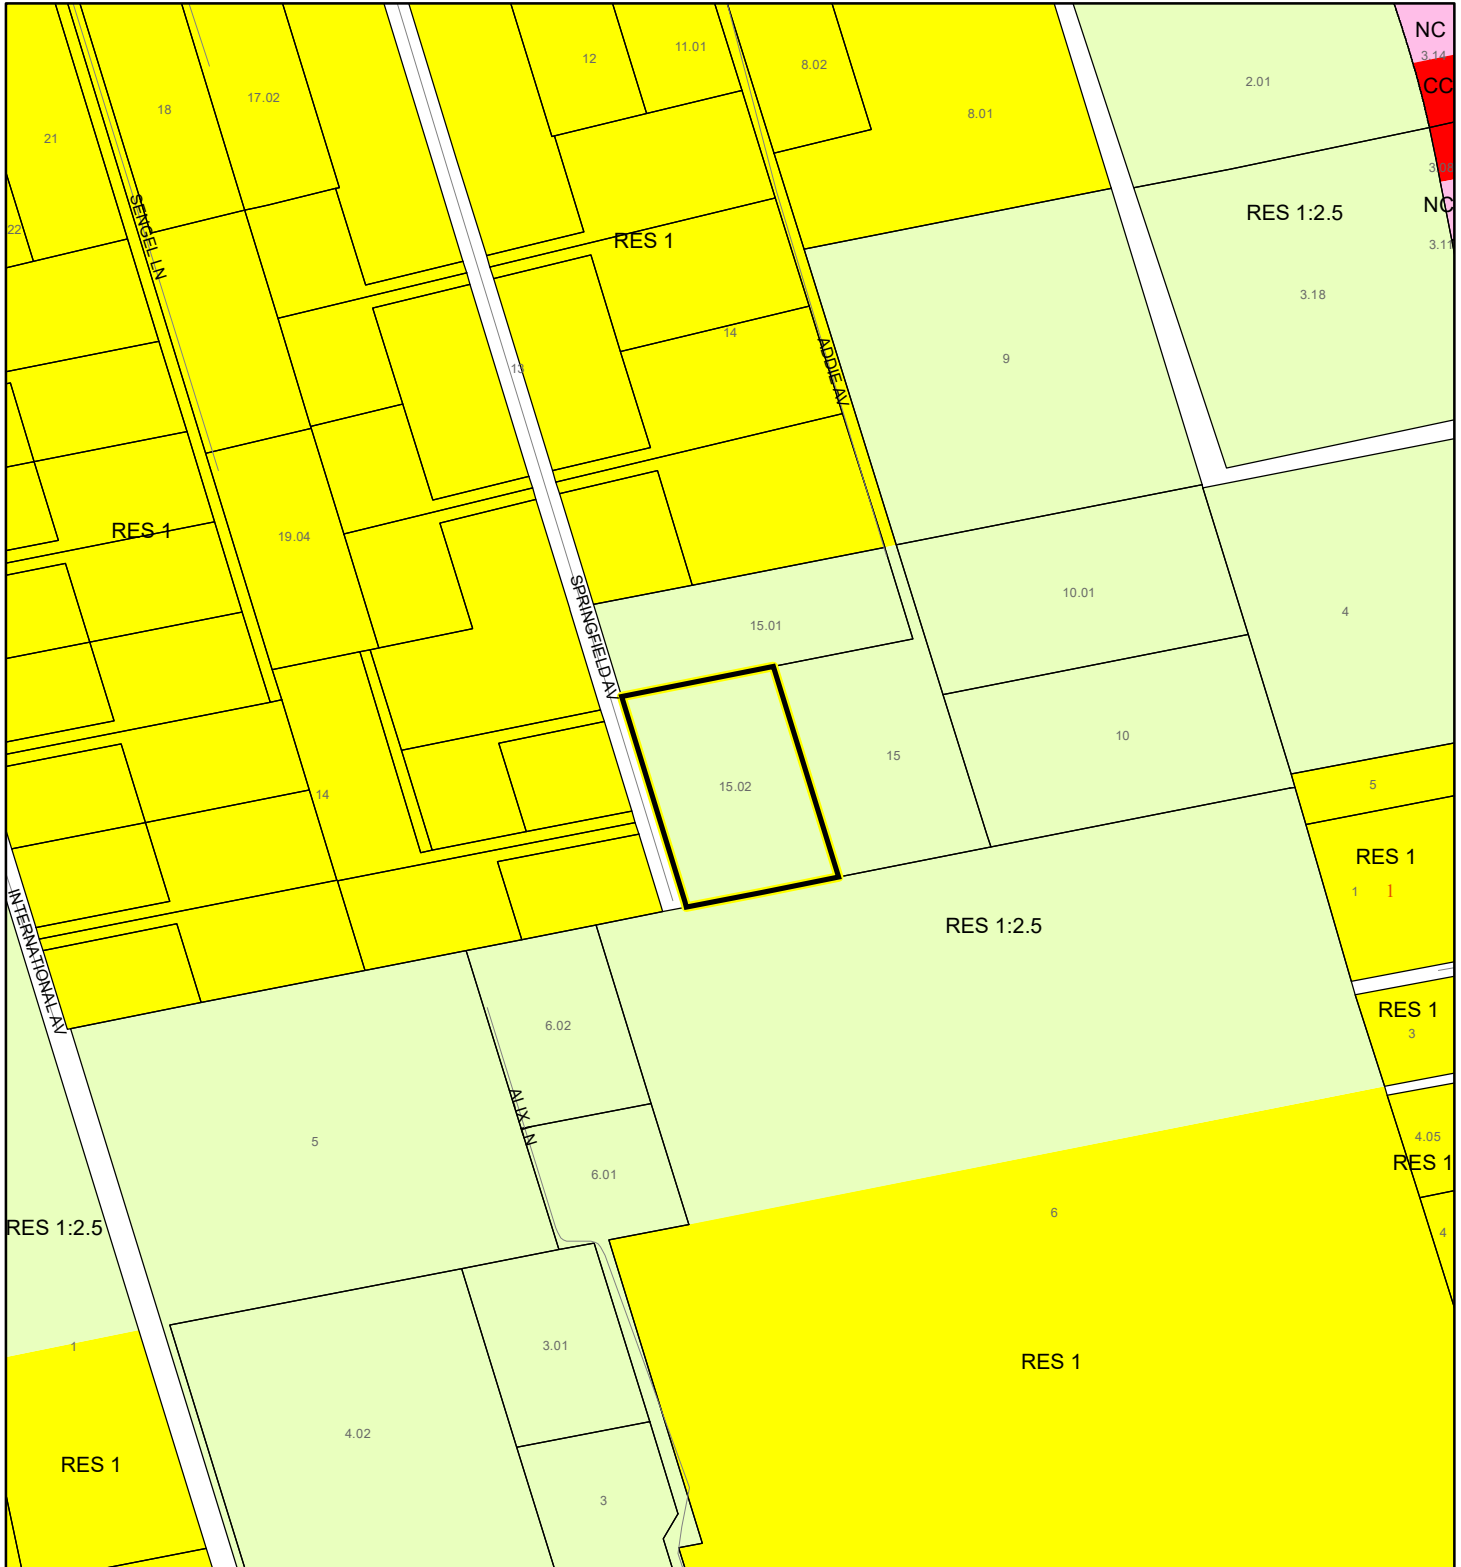 NC
3.14
12
11.01
8.02
2.01
CC
17.02
18
8.01
21
3.08
NC
RES 1:2.5
22
SENGEL LN
RES 1
3.11
3.18
14
13
ADDIE AV
9
RES 1
19.04
10.01
4
SPRINGFIELD AV
15.01
10
15
5
15.02
14
RES 1
1
1
INTERNATIONAL AV
RES 1:2.5
RES 1
6.02
3
ALIX LN
5
4.05
RES 1
6.01
6
RES 1:2.5
4
1
3.01
RES 1
4.02
RES 1
3